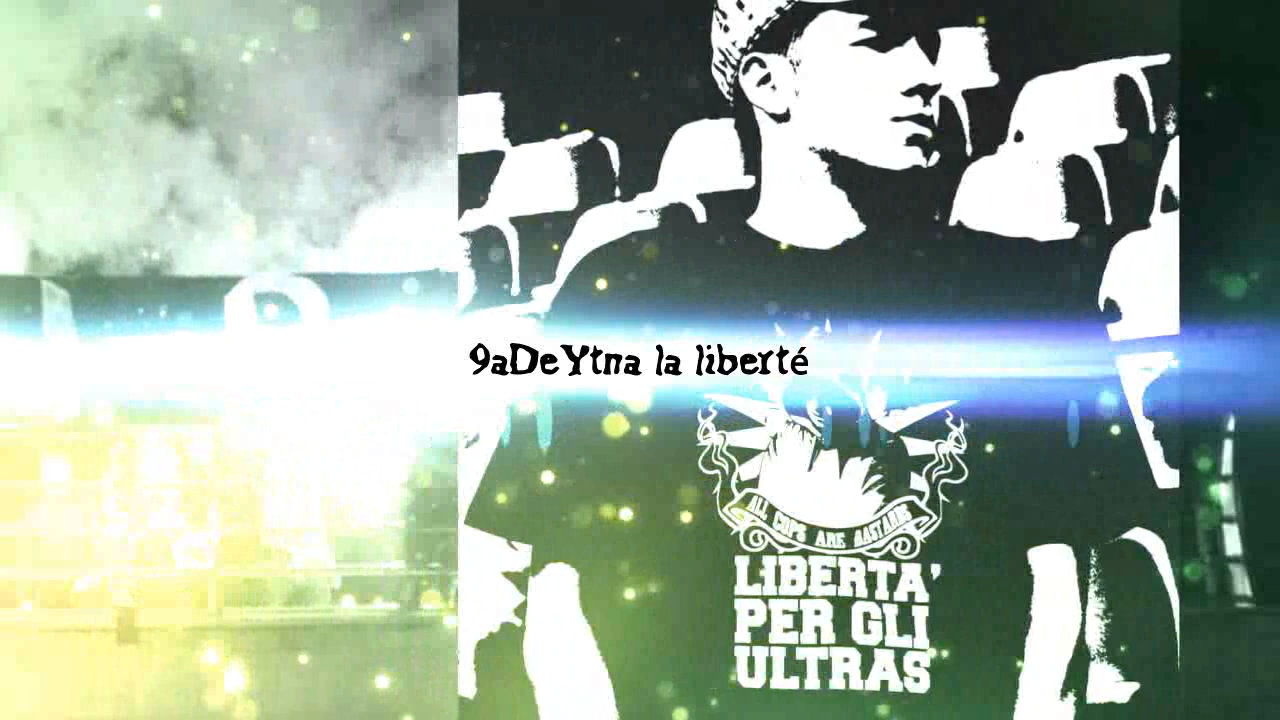 9aDeYtna la liberté
ALL COPS ARE BASTARDS
LIBERTA'
PER GLI
ULTRAS